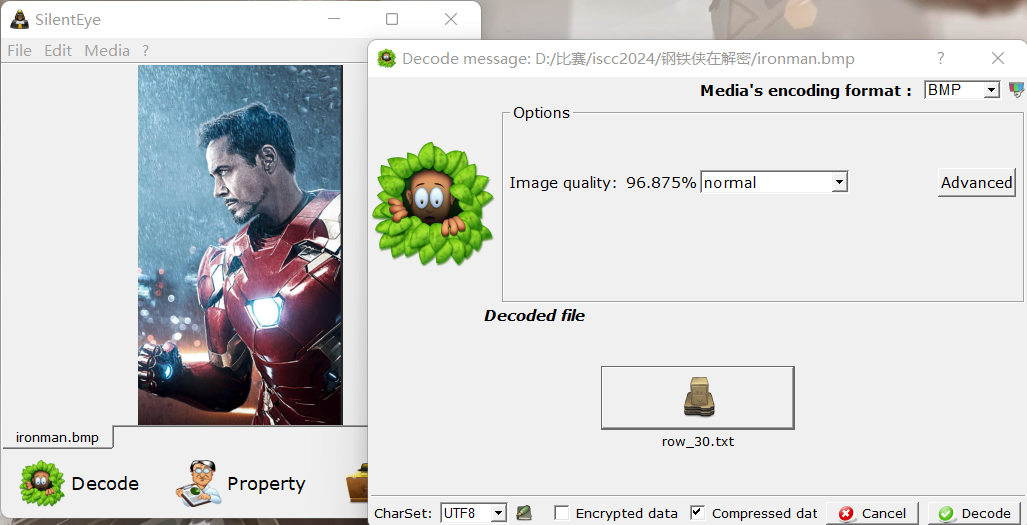 SilentEye
File Edit Media ?
Decode message: D:/比赛/iscc2024/钢铁侠在解密/ironman.bmp ?
Media's encoding format : BMP
Options
Image quality: 96.875% normal Advanced
Decoded file
row_30.txt
ironman.bmp
Decode Property
CharSet: UTF8 Encrypted data Compressed dat Cancel Decode